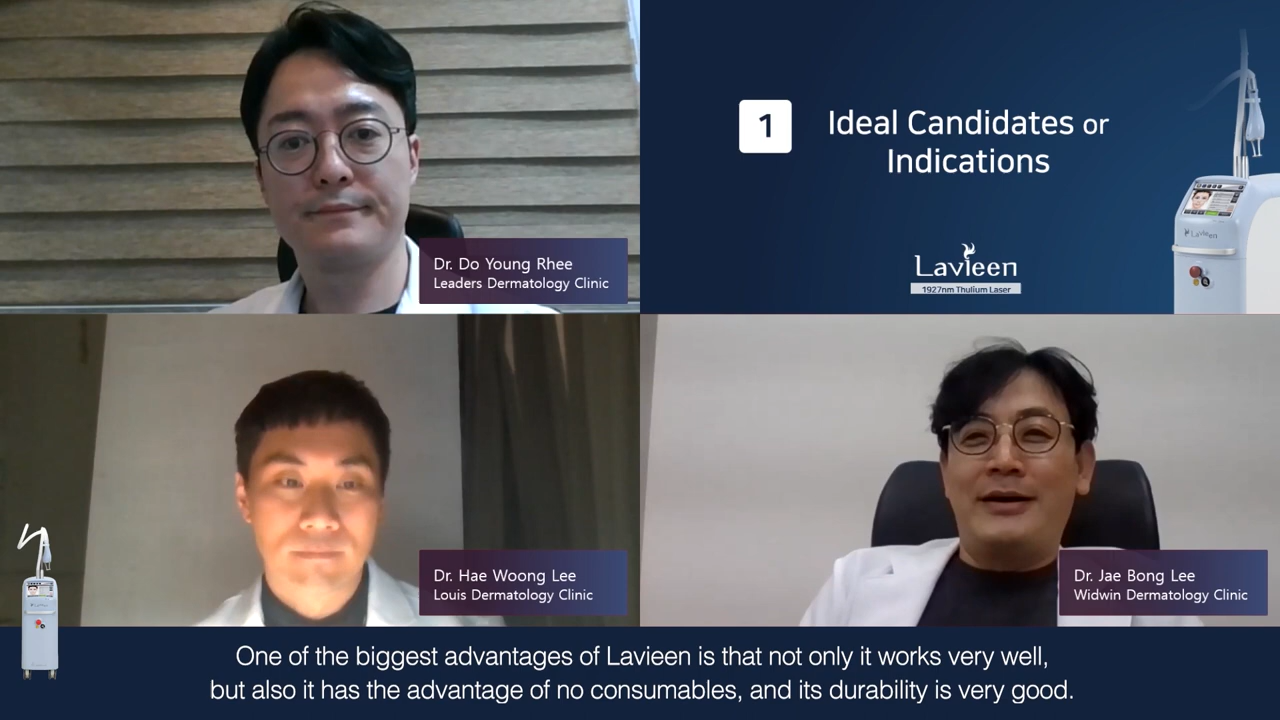 Dr. Do Young Rhee
Leaders Dermatology Clinic
1
Ideal Candidates or
Indications
Lavieen
1927nm Thulium Laser
Lavieen
Dr. Hae Woong Lee
Louis Dermatology Clinic
Dr. Jae Bong Lee
Widwin Dermatology Clinic
One of the biggest advantages of Lavieen is that not only it works very well,
but also it has the advantage of no consumables, and its durability is very good.